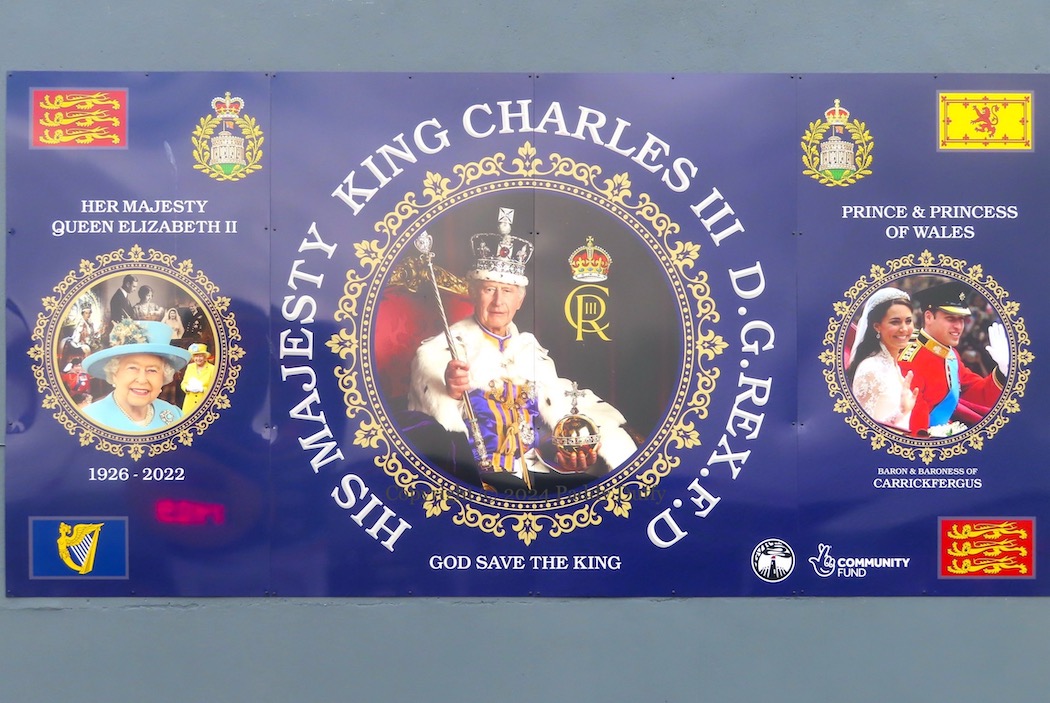 HER MAJESTY
QUEEN ELIZABETH II
1926 - 2022
HIS MAJESTY KING CHARLES III D.G.REX.F.D
CR
III
GOD SAVE THE KING
PRINCE & PRINCESS
OF WALES
BARON & BARONESS OF
CARRICKFERGUS
COMMUNITY
FUND